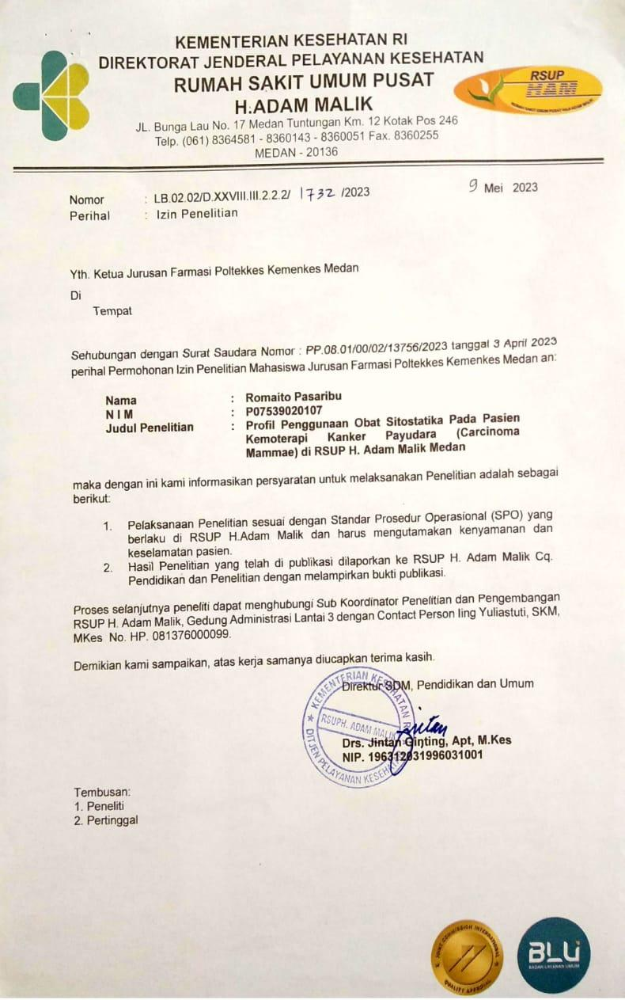 KEMENTERIAN KESEHATAN RI
DIREKTORAT JENDERAL PELAYANAN KESEHATAN
RUMAH SAKIT UMUM PUSAT
H.ADAM MALIK
JL. Bunga Lau No. 17 Medan Tuntungan Km. 12 Kotak Pos 246
Telp. (061) 8364581 - 8360143 - 8360051 Fax. 8360255
MEDAN - 20136
RSUP
HAM
Nomor : LB.02.02/D.XXVIII.III.2.2.2/ 1732 /2023
9 Mei 2023
Perihal : Izin Penelitian
Yth. Ketua Jurusan Farmasi Poltekkes Kemenkes Medan
Di
Tempat
Sehubungan dengan Surat Saudara Nomor : PP.08.01/00/02/13756/2023 tanggal 3 April 2023
perihal Permohonan Izin Penelitian Mahasiswa Jurusan Farmasi Poltekkes Kemenkes Medan an:
Nama : Romaito Pasaribu
N I M : P07539020107
Judul Penelitian : Profil Penggunaan Obat Sitostatika Pada Pasien
Kemoterapi Kanker Payudara (Carcinoma
Mammae) di RSUP H. Adam Malik Medan
maka dengan ini kami informasikan persyaratan untuk melaksanakan Penelitian adalah sebagai
berikut:
1. Pelaksanaan Penelitian sesuai dengan Standar Prosedur Operasional (SPO) yang
berlaku di RSUP H.Adam Malik dan harus mengutamakan kenyamanan dan
keselamatan pasien.
2. Hasil Penelitian yang telah di publikasi dilaporkan ke RSUP H. Adam Malik Cq.
Pendidikan dan Penelitian dengan melampirkan bukti publikasi.
Proses selanjutnya peneliti dapat menghubungi Sub Koordinator Penelitian dan Pengembangan
RSUP H. Adam Malik, Gedung Administrasi Lantai 3 dengan Contact Person Iing Yuliastuti, SKM,
MKes No. HP. 081376000099.
Demikian kami sampaikan, atas kerja samanya diucapkan terima kasih.
Direktur SDM, Pendidikan dan Umum
KEMENTERIAN KESEHATAN R
RSUPH. ADAM MALIK
DITJEN PELAYANAN KESEHA
Drs. Jintan Ginting, Apt, M.Kes
NIP. 196312031996031001
Tembusan:
1. Peneliti
2. Pertinggal
JOINT COMMISSION INTERNATIONAL
QUALITY APPROVAL
BLU
BADAN LAYANAN UMUM